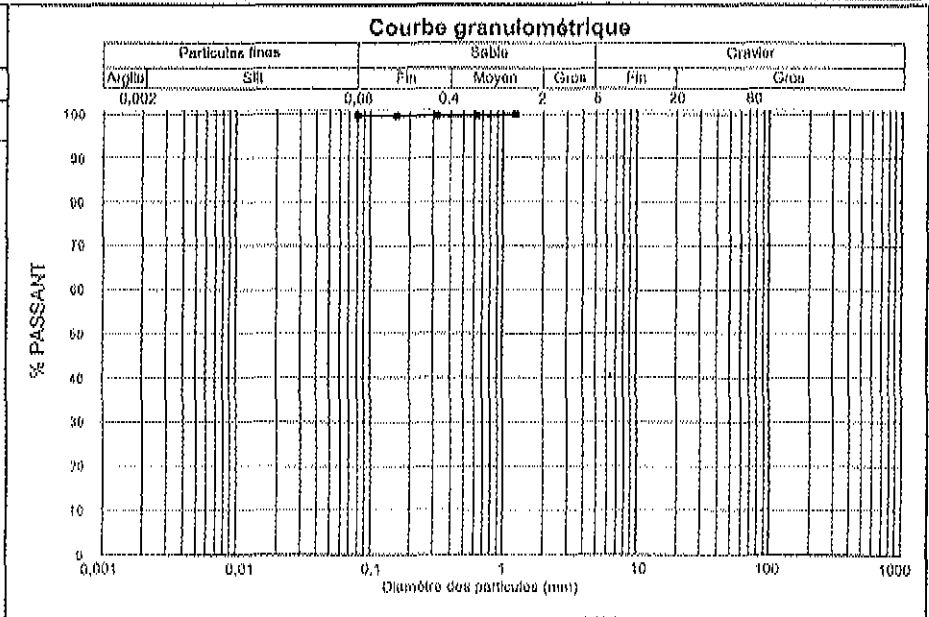 Courbe granulométrique
Particules fines Sable Gravier
Argile Silt Fin Moyen Gros Fin Gros
0,002 0,08 0,4 2 5 20 80
100
90
80
70
60
50
40
30
20
10
0
% PASSANT
0,001 0,01 0,1 1 10 100 1000
Diamètre des particules (mm)